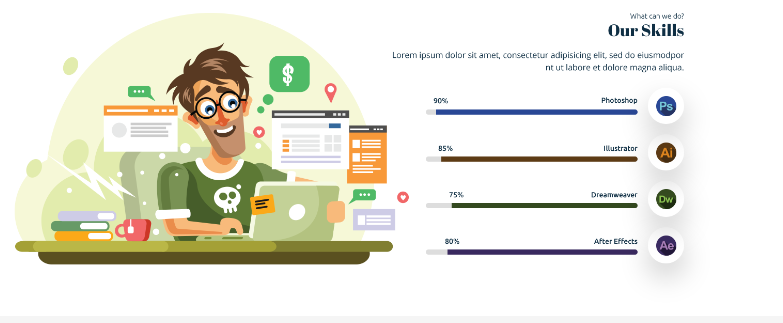 What can we do?
Our Skills
Lorem ipsum dolor sit amet, consectetur adipisicing elit, sed do eiusmodpor
nt ut labore et dolore magna aliqua.
$
90% Photoshop Ps
85% Illustrator Ai
75% Dreamweaver Dw
80% After Effects Ae